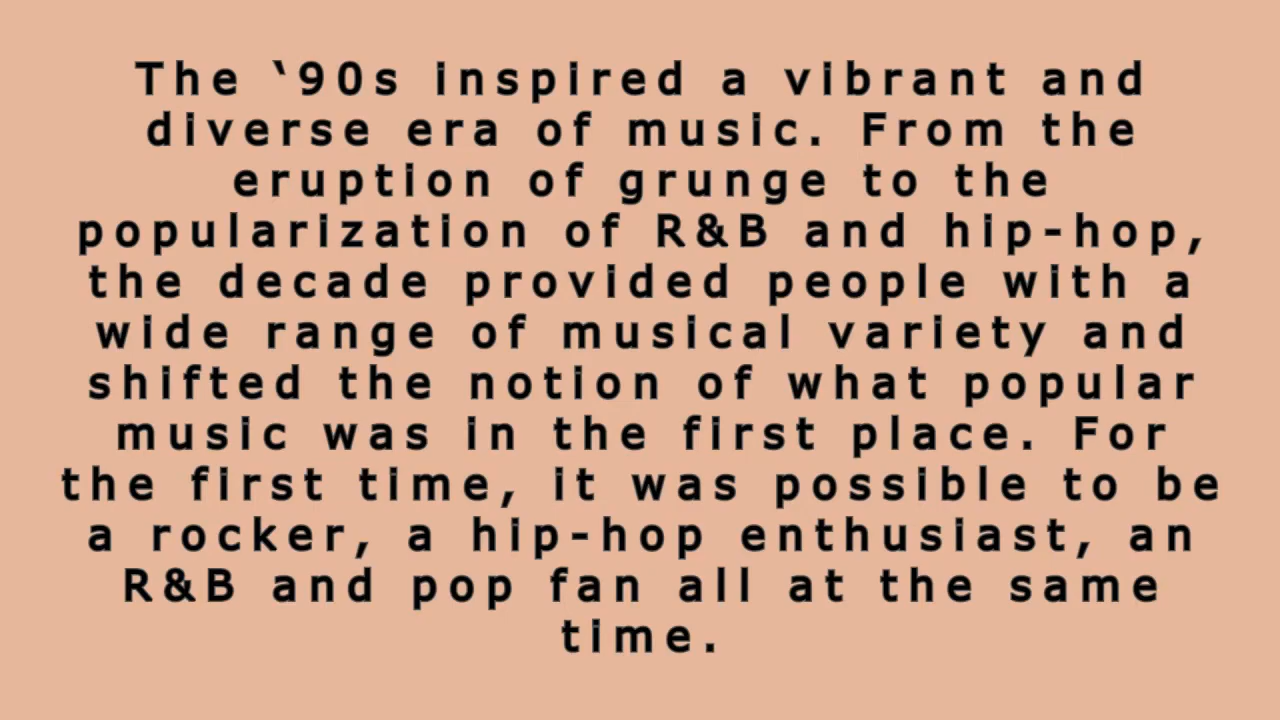 The ‵90s inspired a vibrant and
diverse era of music. From the
eruption of grunge to the
popularization of R&B and hip-hop,
the decade provided people with a
wide range of musical variety and
shifted the notion of what popular
music was in the first place. For
the first time, it was possible to be
a rocker, a hip-hop enthusiast, an
R&B and pop fan all at the same
time.